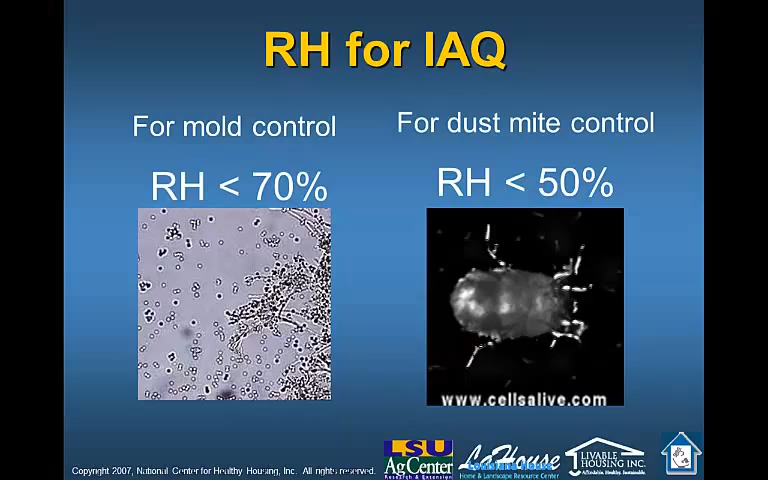 RH for IAQ
For mold control
For dust mite control
RH < 70%
RH < 50%
www.cellsalive.com
Copyright 2007, National Center for Healthy Housing, Inc. All rights reserved.
LSU
AgCenter
Research & Extension
LaHouse
Louisiana House
Home & Landscape Resource Center
LIVABLE
HOUSING INC.
Affordable. Healthy. Sustainable.